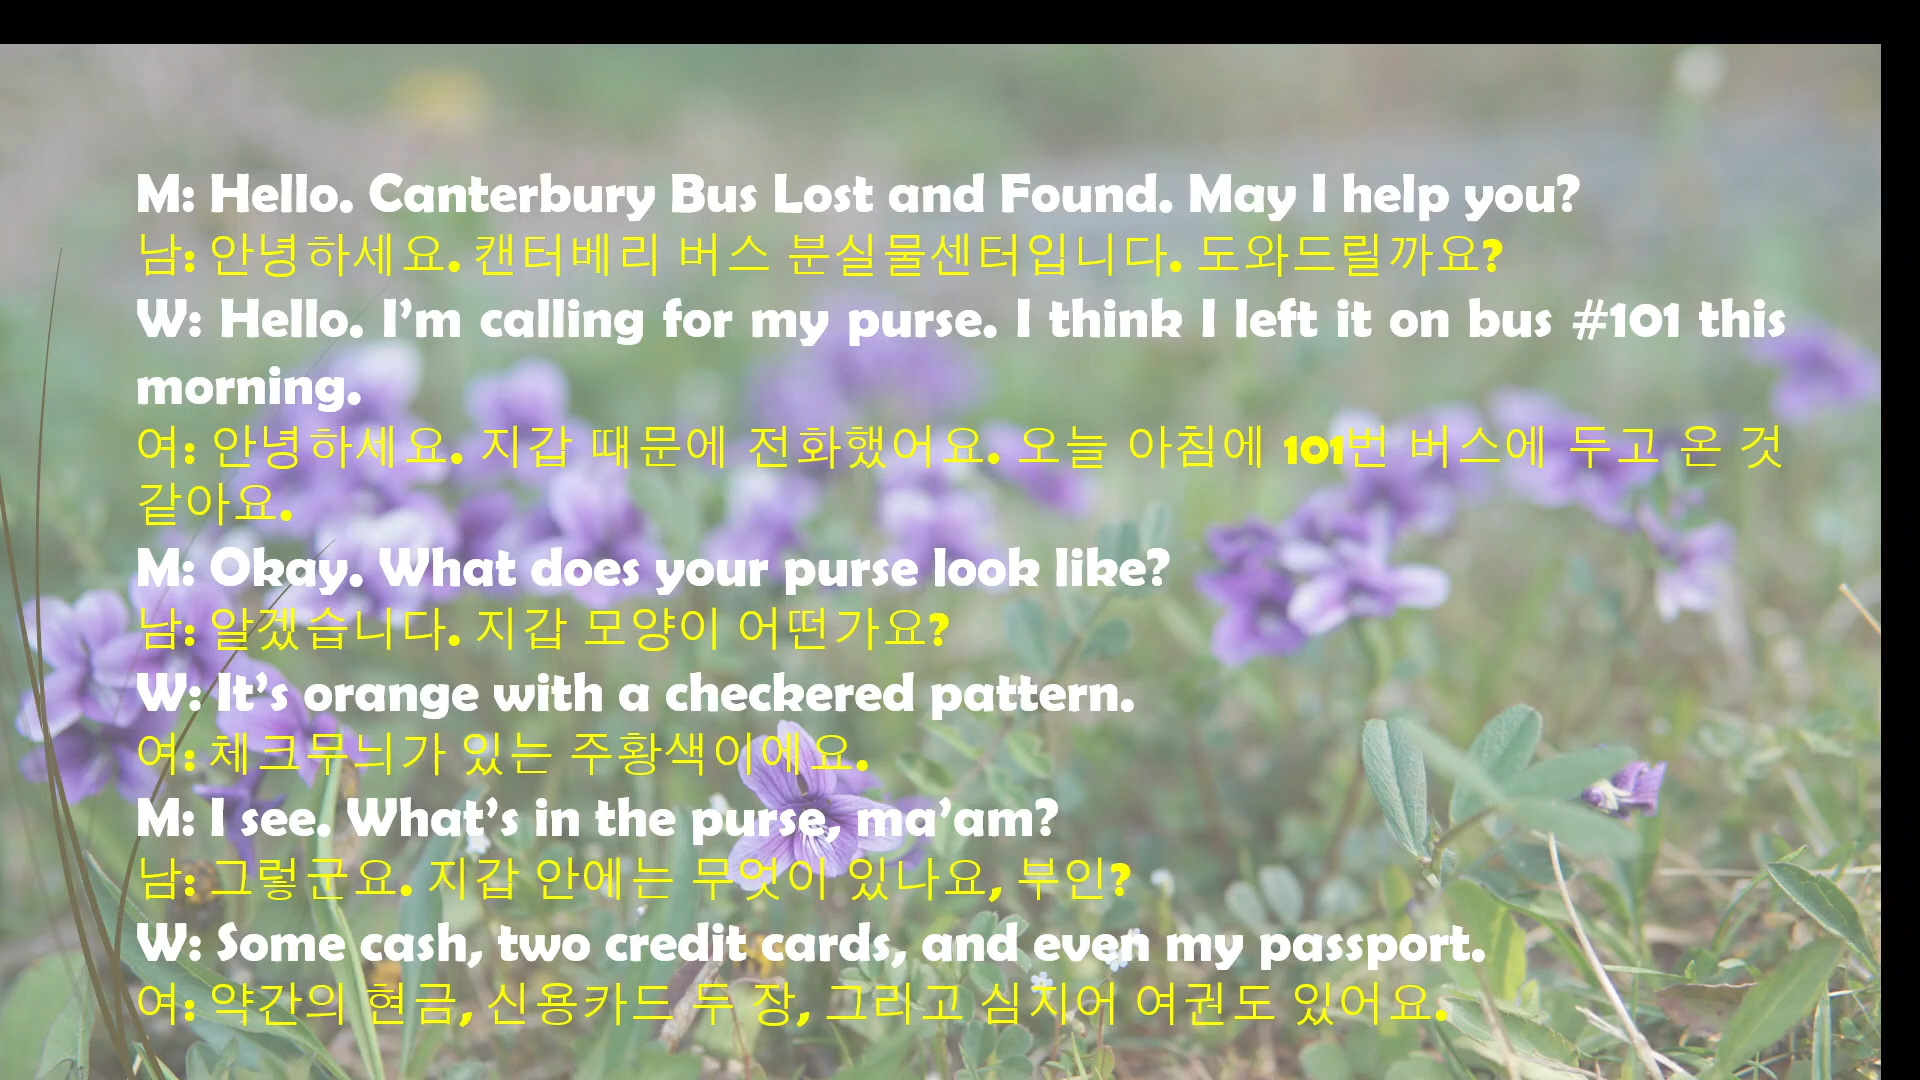 M: Hello. Canterbury Bus Lost and Found. May I help you?
남: 안녕하세요. 캔터베리 버스 분실물센터입니다. 도와드릴까요?
W: Hello. I’m calling for my purse. I think I left it on bus #101 this
morning.
여: 안녕하세요. 지갑 때문에 전화했어요. 오늘 아침에 101번 버스에 두고 온 것
같아요.
M: Okay. What does your purse look like?
남: 알겠습니다. 지갑 모양이 어떤가요?
W: It’s orange with a checkered pattern.
여: 체크무늬가 있는 주황색이에요.
M: I see. What’s in the purse, ma’am?
남: 그렇군요. 지갑 안에는 무엇이 있나요, 부인?
W: Some cash, two credit cards, and even my passport.
여: 약간의 현금, 신용카드 두 장, 그리고 심지어 여권도 있어요.